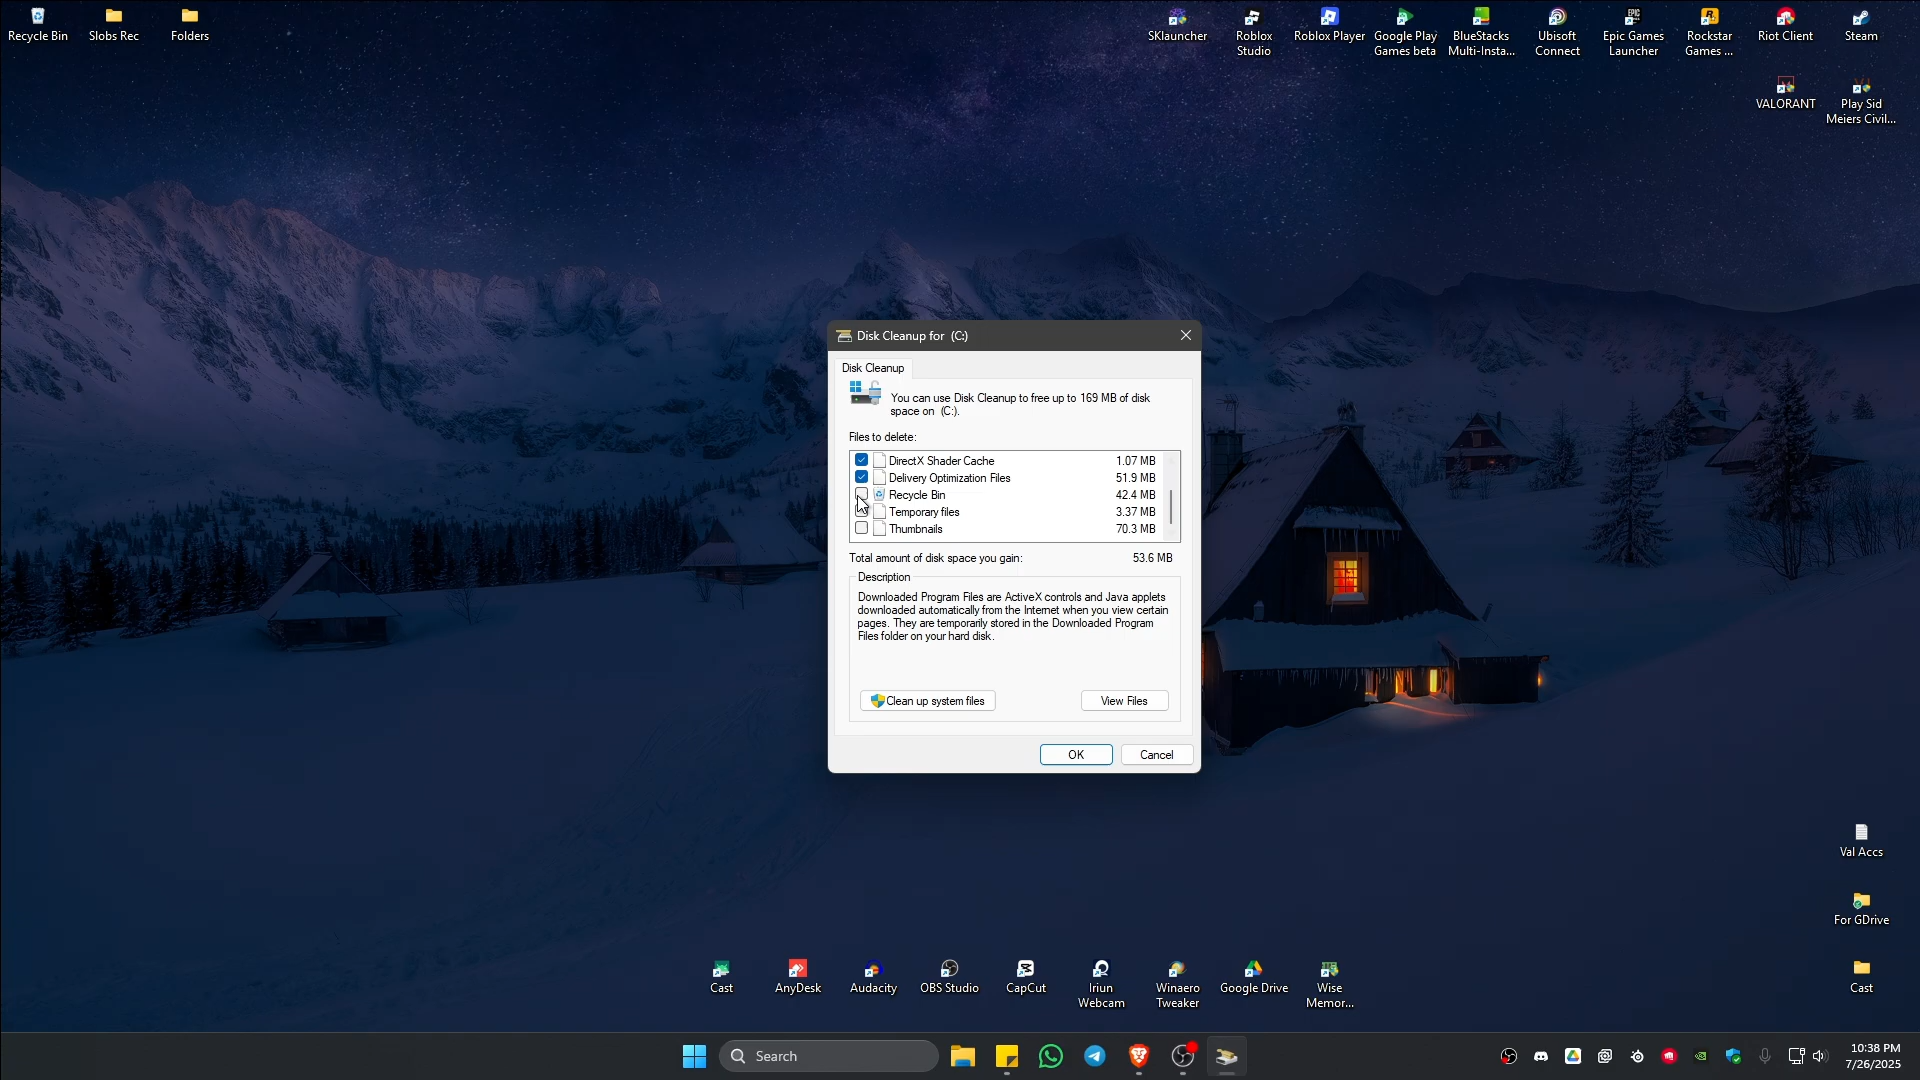 Recycle Bin
Slobs Rec
Folders
SKlauncher
Roblox
Studio
Roblox Player
Google Play
Games beta
BlueStacks
Multi-Insta...
Ubisoft
Connect
Epic Games
Launcher
Rockstar
Games ...
Riot Client
Steam
VALORANT
Play Sid
Meiers Civil...
Disk Cleanup for (C:)
Disk Cleanup
You can use Disk Cleanup to free up to 169 MB of disk
space on (C:).
Files to delete:
DirectX Shader Cache 1.07 MB
Delivery Optimization Files 51.9 MB
Recycle Bin 42.4 MB
Temporary files 3.37 MB
Thumbnails 70.3 MB
Total amount of disk space you gain: 53.6 MB
Description
Downloaded Program Files are ActiveX controls and Java applets
downloaded automatically from the Internet when you view certain
pages. They are temporarily stored in the Downloaded Program
Files folder on your hard disk.
Clean up system files
View Files
OK
Cancel
Val Accs
For GDrive
Cast
Cast
AnyDesk
Audacity
OBS Studio
CapCut
Iriun
Webcam
Winaero
Tweaker
Google Drive
Wise
Memor...
Search
10:38 PM
7/26/2025